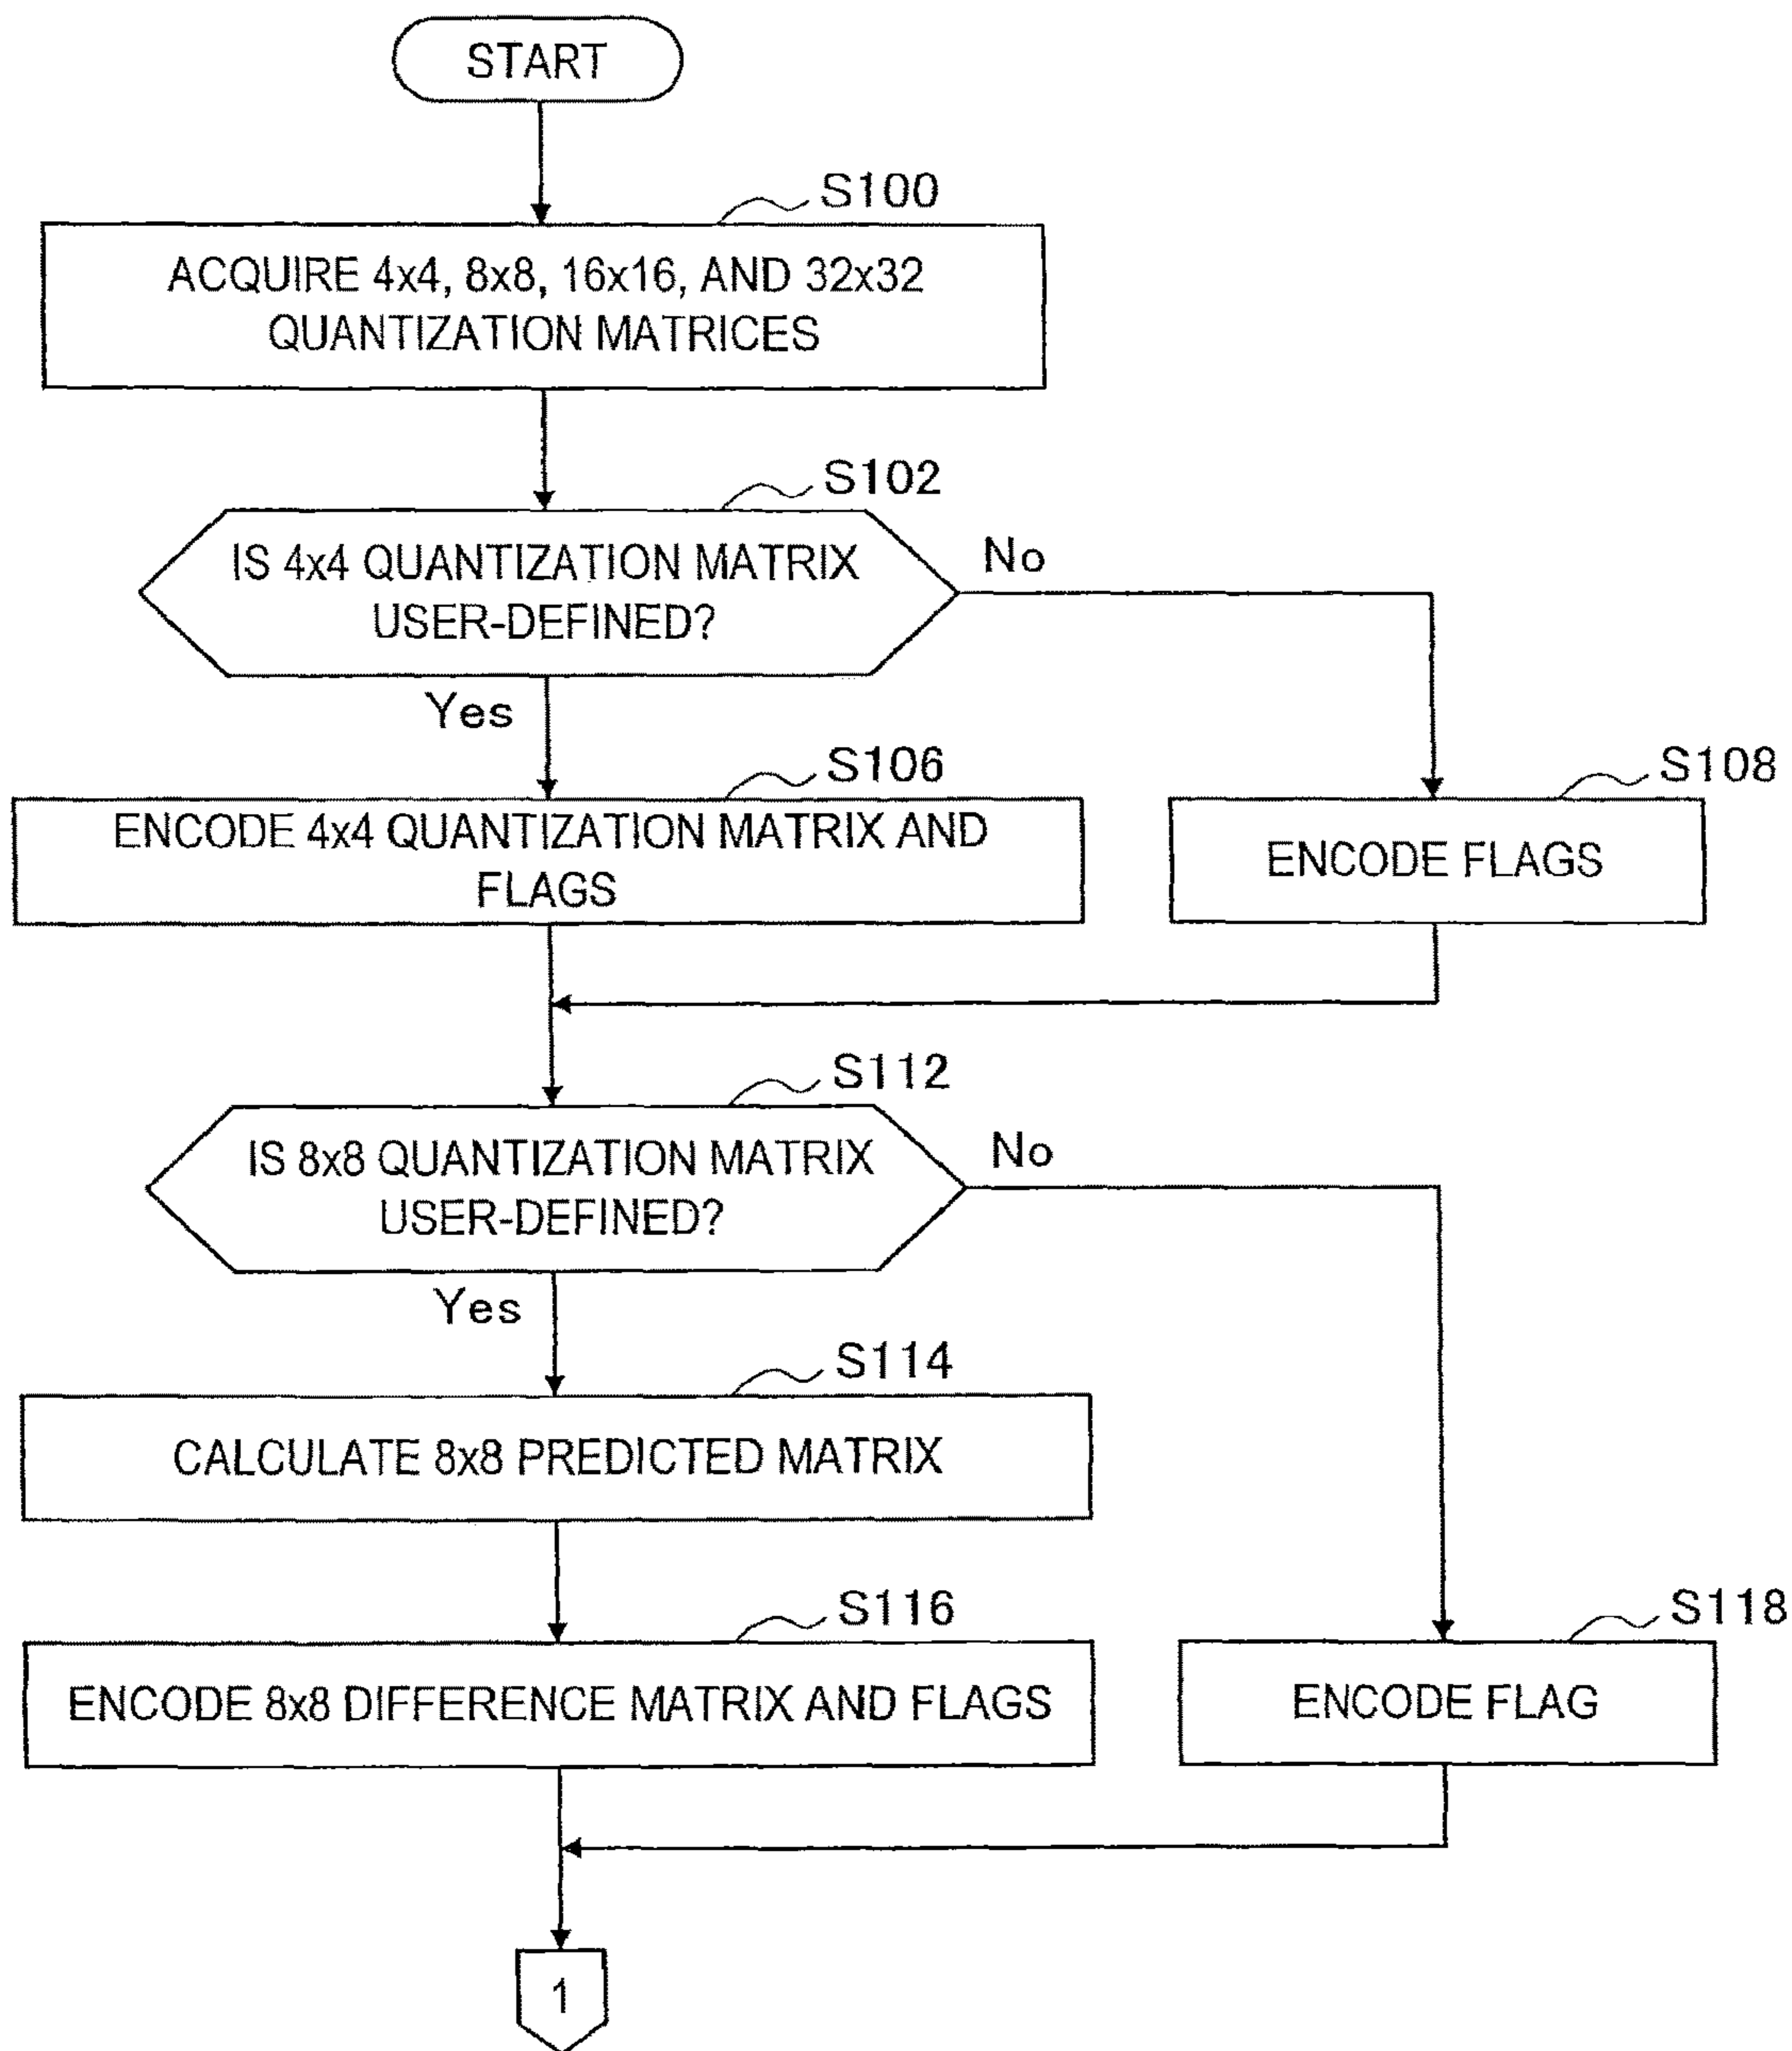 START
S100
ACQUIRE 4x4, 8x8, 16x16, AND 32x32
QUANTIZATION MATRICES
S102
IS 4x4 QUANTIZATION MATRIX
USER-DEFINED?
No
Yes
S106
ENCODE 4x4 QUANTIZATION MATRIX AND
FLAGS
S108
ENCODE FLAGS
S112
IS 8x8 QUANTIZATION MATRIX
USER-DEFINED?
No
Yes
S114
CALCULATE 8x8 PREDICTED MATRIX
S116
ENCODE 8x8 DIFFERENCE MATRIX AND FLAGS
S118
ENCODE FLAG
1